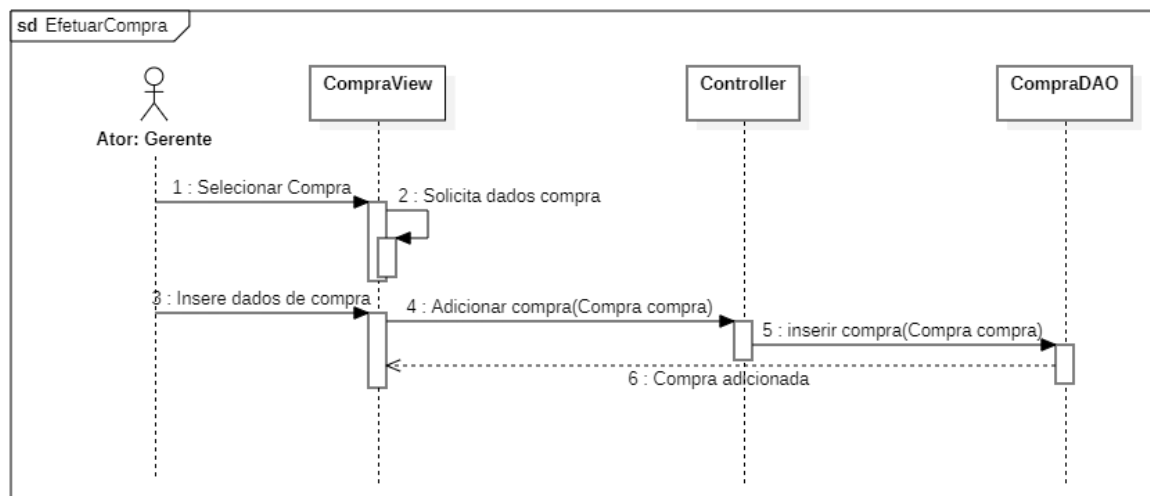 sd EfetuarCompra
CompraView
Controller
CompraDAO
Ator: Gerente
1 : Selecionar Compra
2 : Solicita dados compra
3 : Insere dados de compra
4 : Adicionar compra(Compra compra)
5 : inserir compra(Compra compra)
6 : Compra adicionada